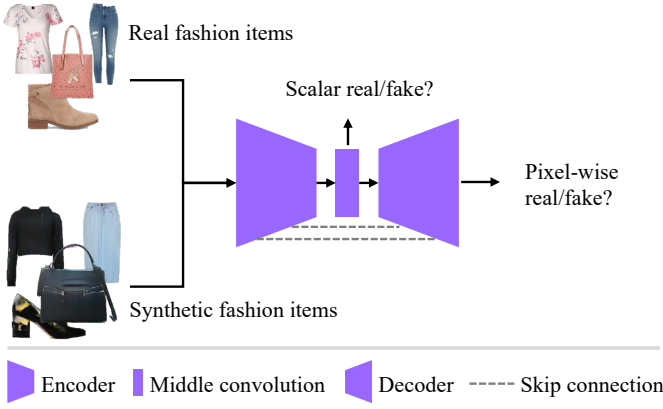 Real fashion items
Scalar real/fake?
Pixel-wise
real/fake?
Synthetic fashion items
Encoder
Middle convolution
Decoder
Skip connection